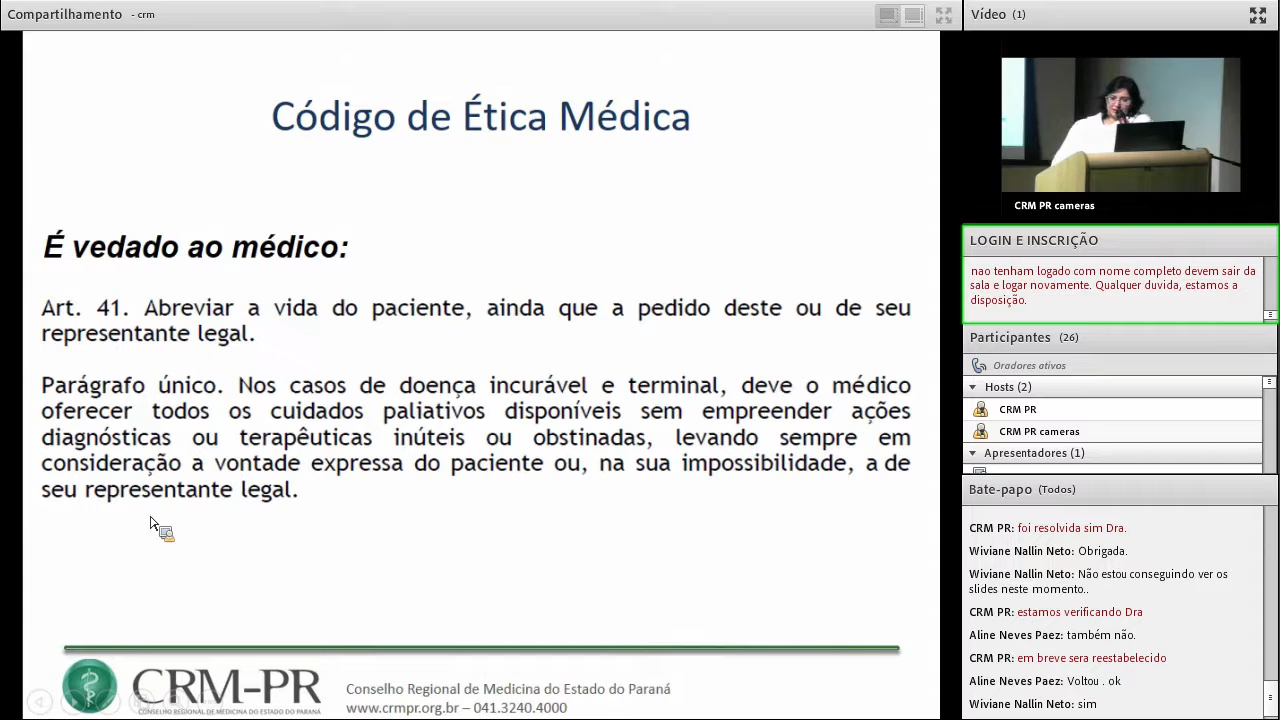 Compartilhamento - crm
Código de Ética Médica
É vedado ao médico:
Art. 41. Abreviar a vida do paciente, ainda que a pedido deste ou de seu
representante legal.
Parágrafo único. Nos casos de doença incurável e terminal, deve o médico
oferecer todos os cuidados paliativos disponíveis sem empreender ações
diagnósticas ou terapêuticas inúteis ou obstinadas, levando sempre em
consideração a vontade expressa do paciente ou, na sua impossibilidade, a de
seu representante legal.
CRM-PR
CONSELHO REGIONAL DE MEDICINA DO ESTADO DO PARANÁ
Conselho Regional de Medicina do Estado do Paraná
www.crmpr.org.br – 041.3240.4000
Vídeo (1)
CRM PR cameras
LOGIN E INSCRIÇÃO
nao tenham logado com nome completo devem sair da
sala e logar novamente. Qualquer duvida, estamos a
disposição.
Participantes (26)
Oradores ativos
Hosts (2)
CRM PR
CRM PR cameras
Apresentadores (1)
Bate-papo (Todos)
CRM PR: foi resolvida sim Dra.
Wiviane Nallin Neto: Obrigada.
Wiviane Nallin Neto: Não estou conseguindo ver os
slides neste momento..
CRM PR: estamos verificando Dra
Aline Neves Paez: também não.
CRM PR: em breve sera reestabelecido
Aline Neves Paez: Voltou . ok
Wiviane Nallin Neto: sim